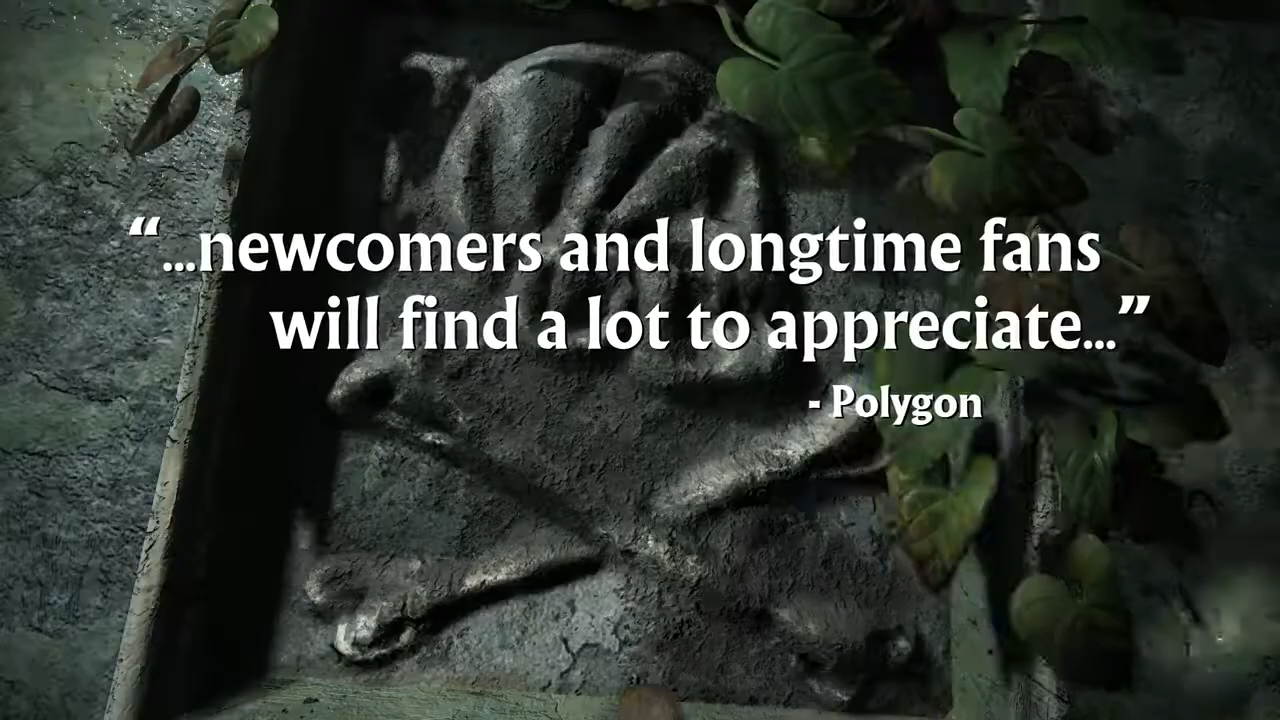 “...newcomers and longtime fans
will find a lot to appreciate...”
- Polygon